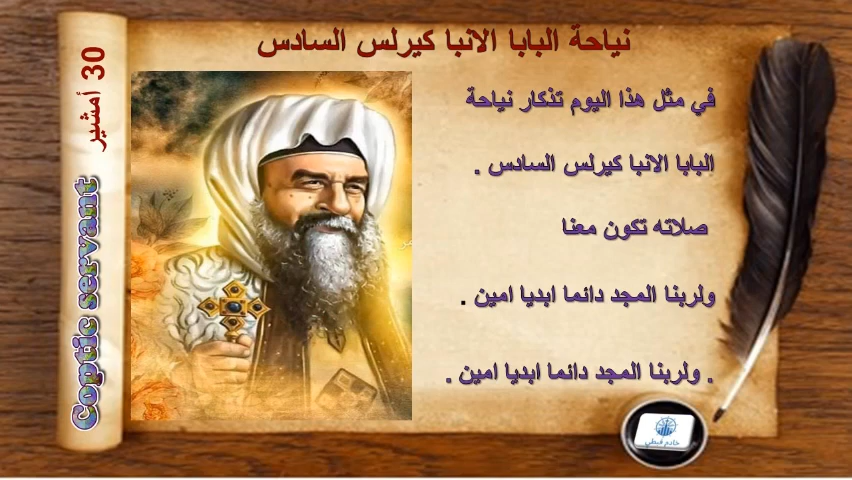 نياحة البابا الانبا كيرلس السادس
في مثل هذا اليوم تذكار نياحة
البابا الانبا كيرلس السادس .
صلاته تكون معنا
ولربنا المجد دائما ابديا امين .
. ولربنا المجد دائما ابديا امين .
30 أمشير
Coptic servant
خادم قبطي